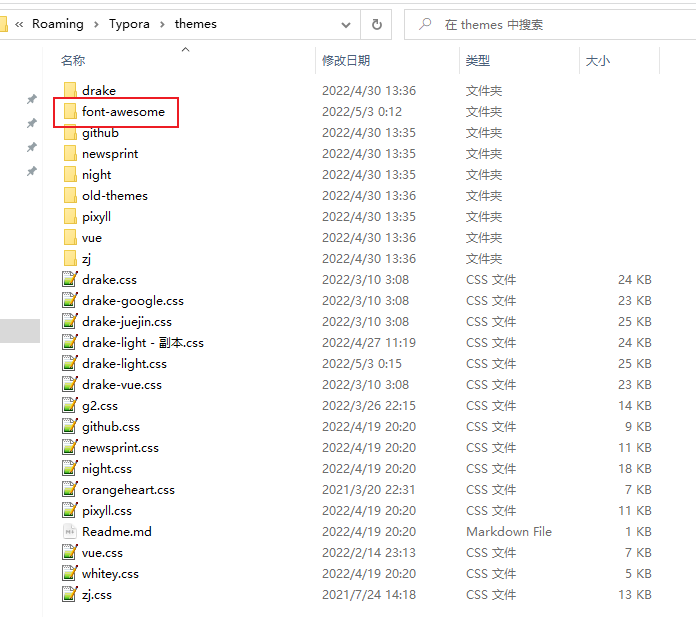 « Roaming > Typora > themes 在 themes 中搜索
名称 修改日期 类型 大小
drake 2022/4/30 13:36 文件夹
font-awesome 2022/5/3 0:12 文件夹
github 2022/4/30 13:35 文件夹
newsprint 2022/4/30 13:35 文件夹
night 2022/4/30 13:35 文件夹
old-themes 2022/4/30 13:36 文件夹
pixyll 2022/4/30 13:35 文件夹
vue 2022/4/30 13:36 文件夹
zj 2022/4/30 13:36 文件夹
drake.css 2022/3/10 3:08 CSS 文件 24 KB
drake-google.css 2022/3/10 3:08 CSS 文件 23 KB
drake-juejin.css 2022/3/10 3:08 CSS 文件 25 KB
drake-light - 副本.css 2022/4/27 11:19 CSS 文件 24 KB
drake-light.css 2022/5/3 0:15 CSS 文件 25 KB
drake-vue.css 2022/3/10 3:08 CSS 文件 23 KB
g2.css 2022/3/26 22:15 CSS 文件 14 KB
github.css 2022/4/19 20:20 CSS 文件 9 KB
newsprint.css 2022/4/19 20:20 CSS 文件 11 KB
night.css 2022/4/19 20:20 CSS 文件 18 KB
orangeheart.css 2021/3/20 22:31 CSS 文件 7 KB
pixyll.css 2022/4/19 20:20 CSS 文件 11 KB
Readme.md 2022/4/19 20:20 Markdown File 1 KB
vue.css 2022/2/14 23:13 CSS 文件 7 KB
whitey.css 2022/4/19 20:20 CSS 文件 5 KB
zj.css 2021/7/24 14:18 CSS 文件 13 KB